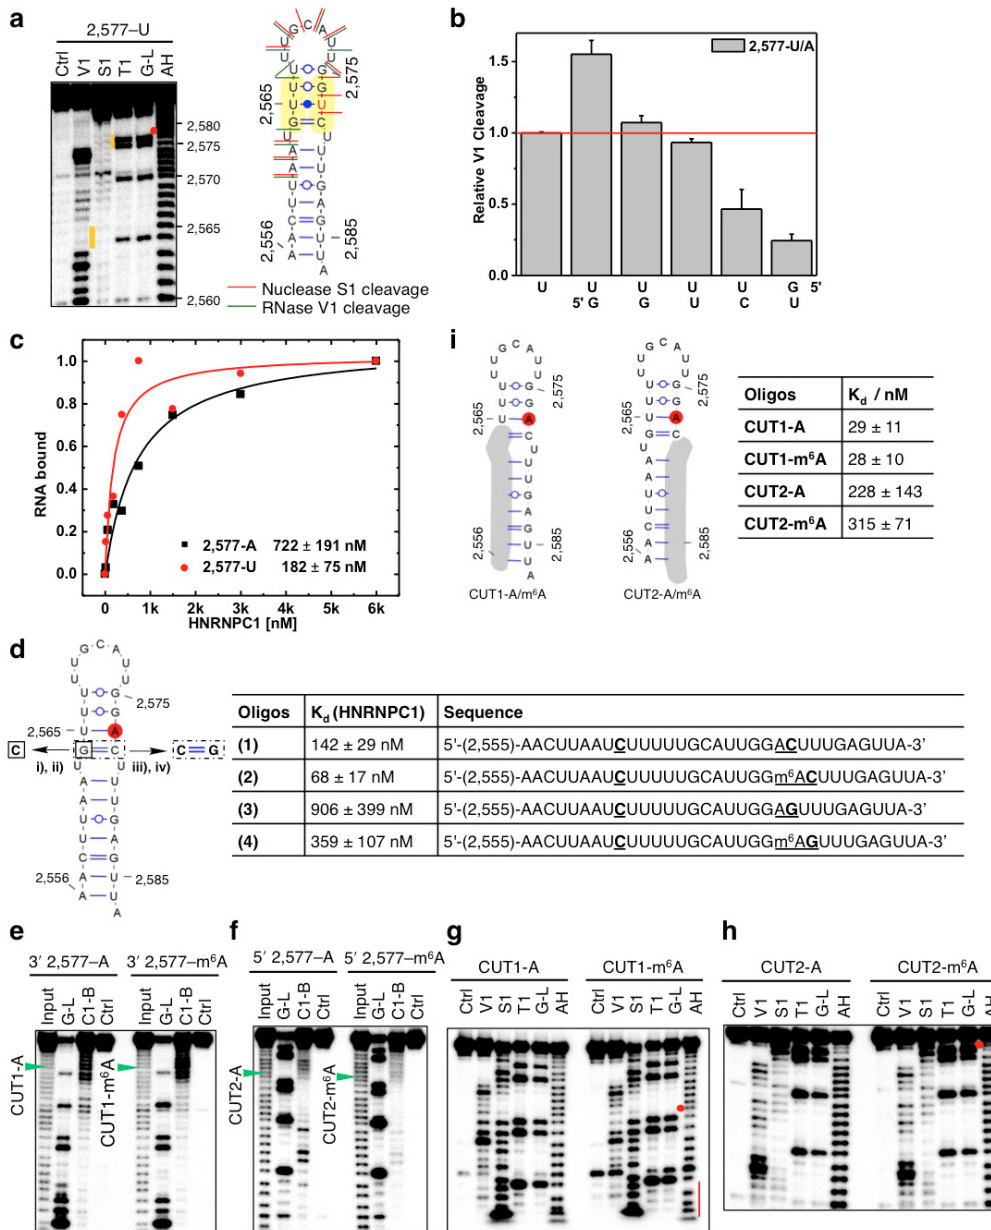 a
2,577–U
Ctrl V1 S1 T1 G-L AH
2,580
2,575
2,570
2,565
2,560
U U G C A U U
2,575
2,565
U G
U G
U U
G C
U U
A U
A G
U A
U G
C U
A U
A A
2,556
2,585
Nuclease S1 cleavage
RNase V1 cleavage
b
2,577-U/A
Relative V1 Cleavage
1.5
1.0
0.5
0.0
U U U U U G 5'
5' G G U C U
c
RNA bound
1.0
0.8
0.6
0.4
0.2
0.0
2,577-A 722 ± 191 nM
2,577-U 182 ± 75 nM
0 1k 2k 3k 4k 5k 6k
HNRNPC1 [nM]
i
2,575
2,565
2,556
2,585
CUT1-A/m⁶A
2,575
2,565
2,556
2,585
CUT2-A/m⁶A
Oligos K<sub>d</sub> / nM
CUT1-A 29 ± 11
CUT1-m⁶A 28 ± 10
CUT2-A 228 ± 143
CUT2-m⁶A 315 ± 71
d
2,575
2,565
C
i), ii)
iii), iv)
C G
2,556
2,585
Oligos K<sub>d</sub> (HNRNPC1) Sequence
(1) 142 ± 29 nM 5'-(2,555)-AACUUAAUCUUUUUGCAUUGGACUUUGAGUUA-3’
(2) 68 ± 17 nM 5'-(2,555)-AACUUAAUCUUUUUGCAUUGGm⁶ACUUUGAGUUA-3’
(3) 906 ± 399 nM 5'-(2,555)-AACUUAAUCUUUUUGCAUUGGAGUUUGAGUUA-3’
(4) 359 ± 107 nM 5'-(2,555)-AACUUAAUCUUUUUGCAUUGGm⁶AGUUUGAGUUA-3’
e
3′ 2,577–A 3′ 2,577–m⁶A
Input G-L C1-B Ctrl Input G-L C1-B Ctrl
CUT1-A
CUT1-m⁶A
f
5′ 2,577–A 5′ 2,577–m⁶A
Input G-L C1-B Ctrl Input G-L C1-B Ctrl
CUT2-A
CUT2-m⁶A
g
CUT1-A CUT1-m⁶A
Ctrl V1 S1 T1 G-L AH Ctrl V1 S1 T1 G-L AH
h
CUT2-A CUT2-m⁶A
Ctrl V1 S1 T1 G-L AH Ctrl V1 S1 T1 G-L AH